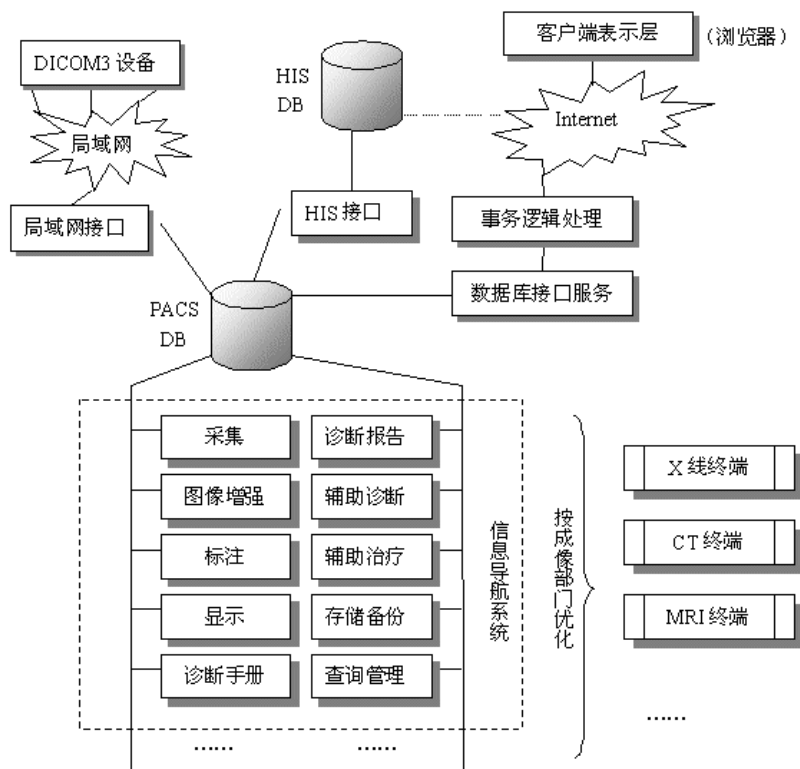 客户端表示层
(浏览器)
DICOM3 设备
HIS
DB
Internet
局域网
局域网接口
HIS 接口
事务逻辑处理
数据库接口服务
PACS
DB
采集
诊断报告
图像增强
辅助诊断
标注
辅助治疗
显示
存储备份
诊断手册
查询管理
……
……
信息导航系统
按成像部门优化
X 线终端
CT 终端
MRI 终端
……